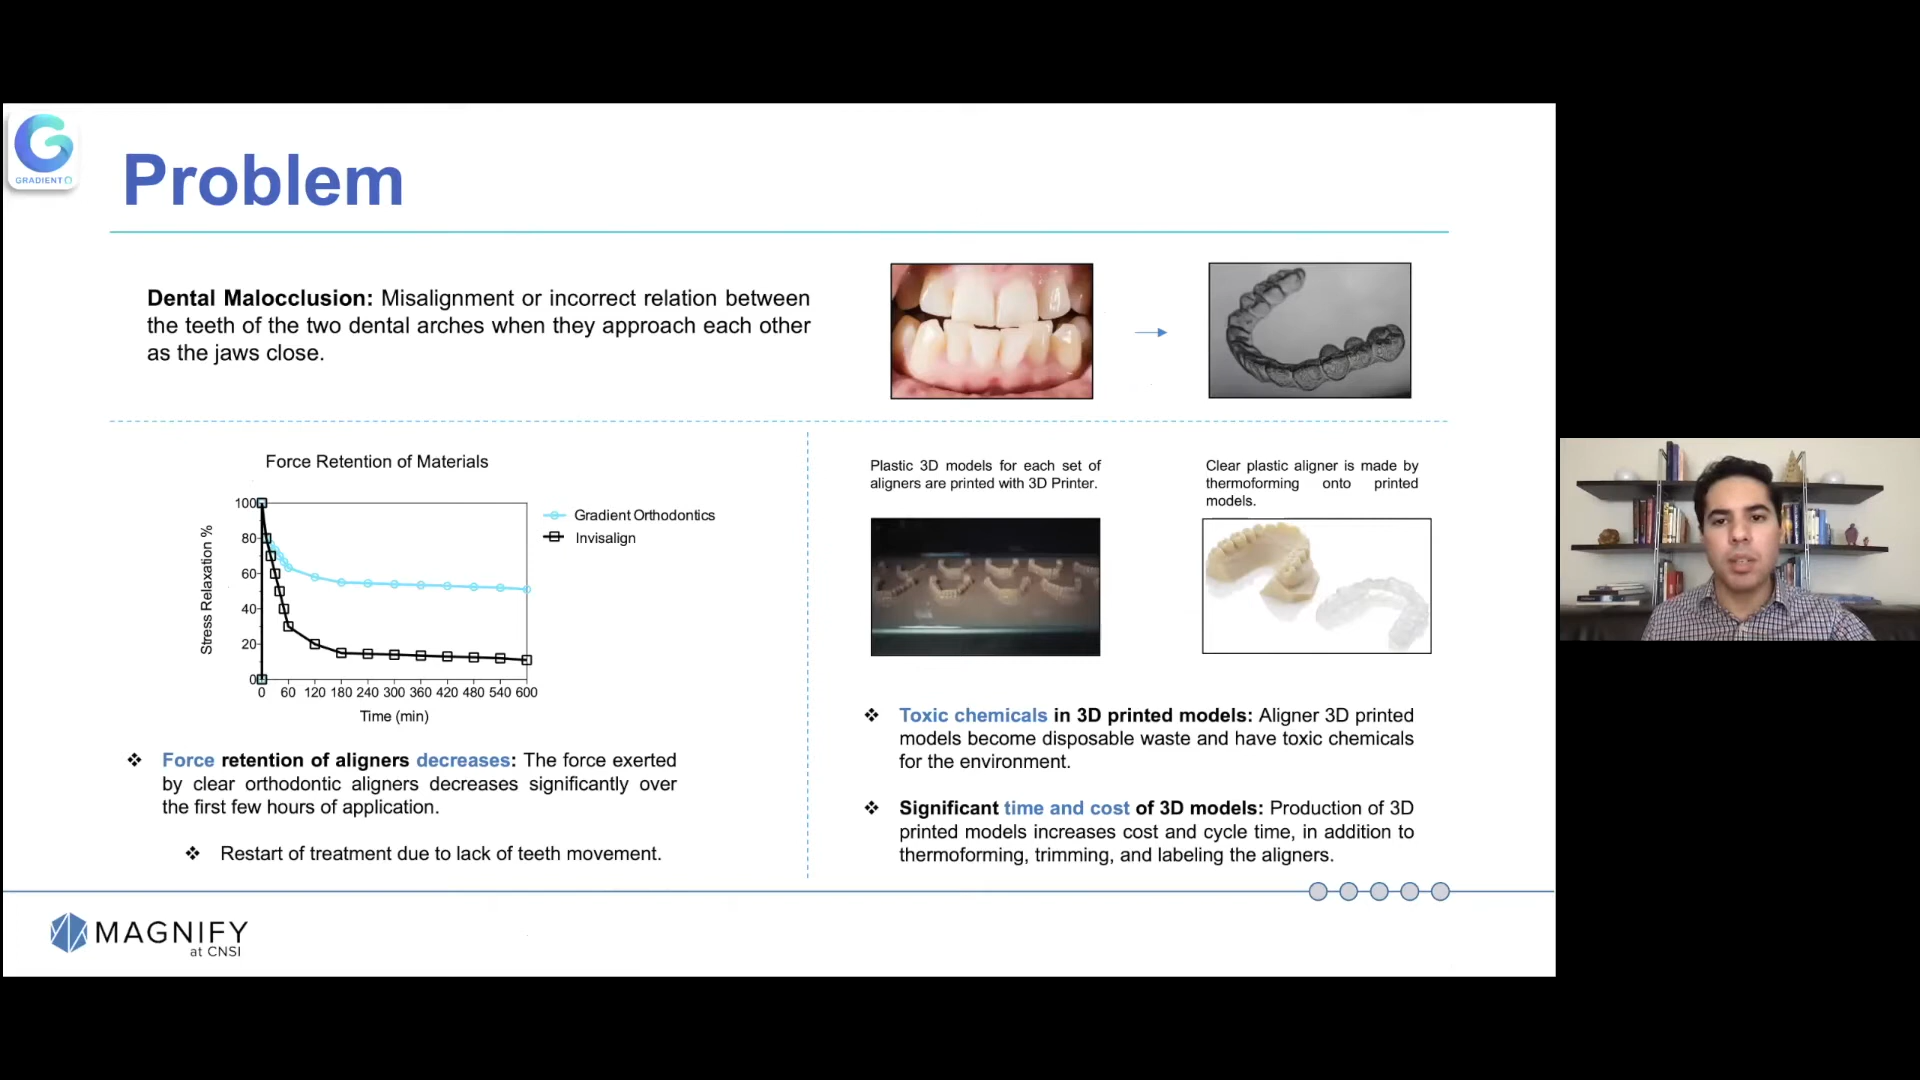 GRADIENT
Problem
Dental Malocclusion: Misalignment or incorrect relation between
the teeth of the two dental arches when they approach each other
as the jaws close.
Force Retention of Materials
Stress Relaxation %
100
80
60
40
20
0
0 60 120 180 240 300 360 420 480 540 600
Time (min)
Gradient Orthodontics
Invisalign
❖ Force retention of aligners decreases: The force exerted
by clear orthodontic aligners decreases significantly over
the first few hours of application.
❖ Restart of treatment due to lack of teeth movement.
Plastic 3D models for each set of
aligners are printed with 3D Printer.
Clear plastic aligner is made by
thermoforming onto printed
models.
❖ Toxic chemicals in 3D printed models: Aligner 3D printed
models become disposable waste and have toxic chemicals
for the environment.
❖ Significant time and cost of 3D models: Production of 3D
printed models increases cost and cycle time, in addition to
thermoforming, trimming, and labeling the aligners.
MAGNIFY
at CNSI